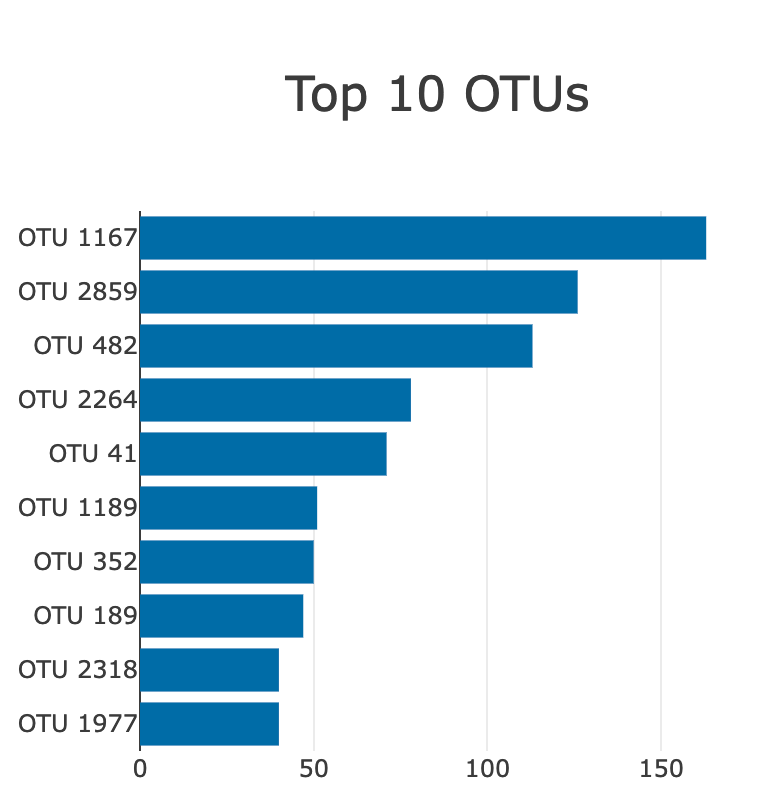 Top 10 OTUs
OTU 1167
OTU 2859
OTU 482
OTU 2264
OTU 41
OTU 1189
OTU 352
OTU 189
OTU 2318
OTU 1977
0 50 100 150